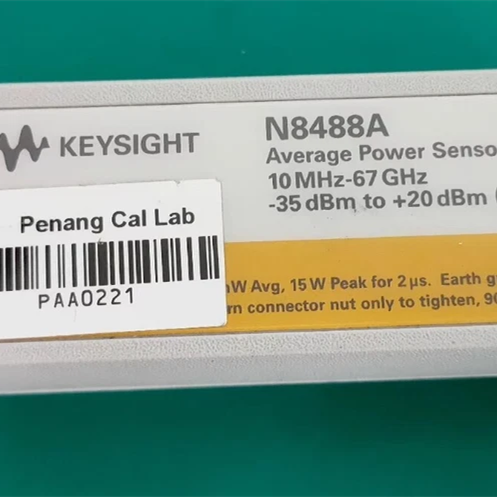 KEYSIGHT
N8488A
Average Power Senso
10 MHz-67 GHz
-35 dBm to +20 dBm (
Penang Cal Lab
PAA0221
W Avg, 15 W Peak for 2 µs. Earth g
n connector nut only to tighten, 90